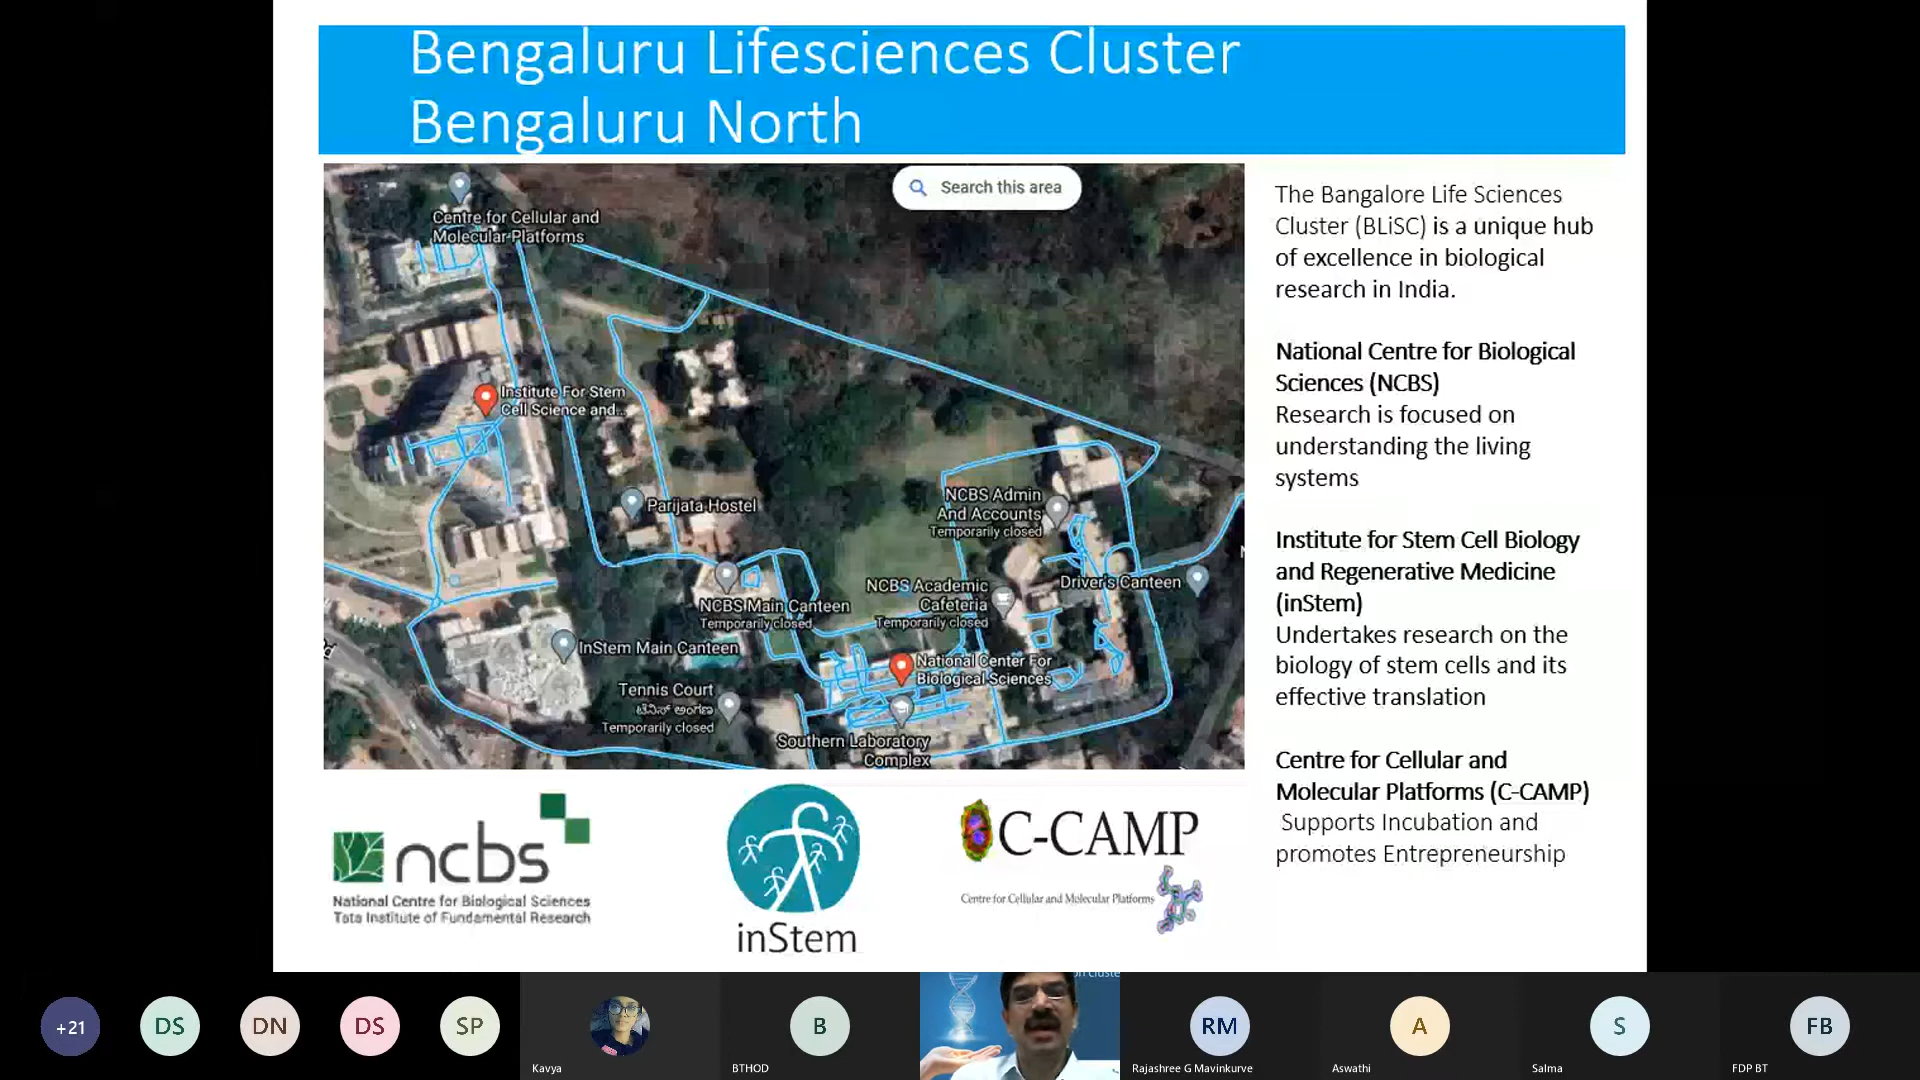 Bengaluru Lifesciences Cluster
Bengaluru North
Search this area
Centre for Cellular and
Molecular Platforms
Institute For Stem
Cell Science and...
Parijata Hostel
NCBS Admin
And Accounts
Temporarily closed
Driver's Canteen
NCBS Academic
Cafeteria
Temporarily closed
NCBS Main Canteen
Temporarily closed
InStem Main Canteen
National Center For
Biological Sciences
Tennis Court
ಟೆನಿಸ್ ಅಂಗಣ
Temporarily closed
Southern Laboratory
Complex
The Bangalore Life Sciences
Cluster (BLiSC) is a unique hub
of excellence in biological
research in India.
National Centre for Biological
Sciences (NCBS)
Research is focused on
understanding the living
systems
Institute for Stem Cell Biology
and Regenerative Medicine
(inStem)
Undertakes research on the
biology of stem cells and its
effective translation
Centre for Cellular and
Molecular Platforms (C-CAMP)
Supports Incubation and
promotes Entrepreneurship
ncbs
National Centre for Biological Sciences
Tata Institute of Fundamental Research
inStem
C-CAMP
Centre for Cellular and Molecular Platforms
+21
DS
DN
DS
SP
Kavya
B
BTHOD
RM
Rajashree G Mavinkurve
A
Aswathi
S
Salma
FB
FDP BT